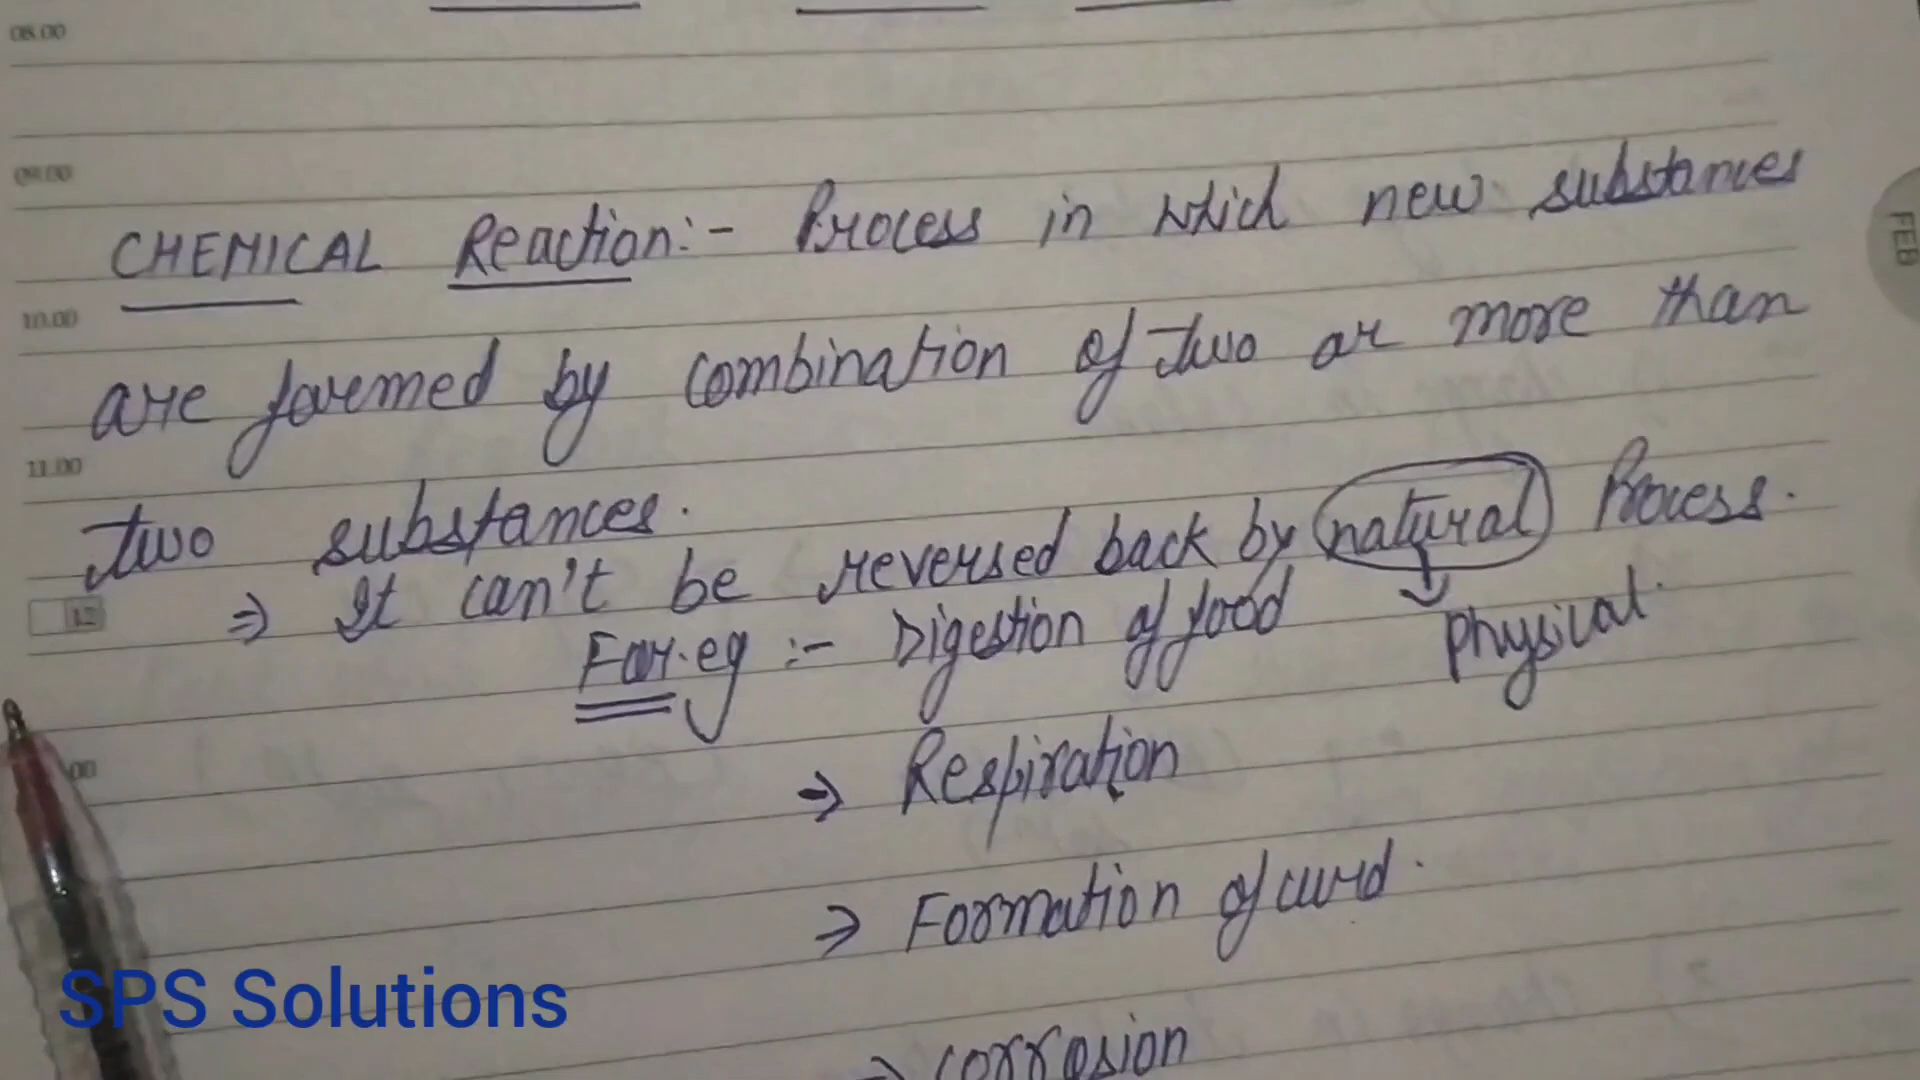 08.00
09.00
CHEMICAL Reaction:- Process in which new substances
10.00
are formed by combination of two or more than
11.00
two substances.
⇒ It can't be reversed back by natural Process.
12
For.eg :- Digestion of food
Physical.
00
→ Respiration
⇒ Formation of curd.
SPS Solutions
→ corrosion
FEB